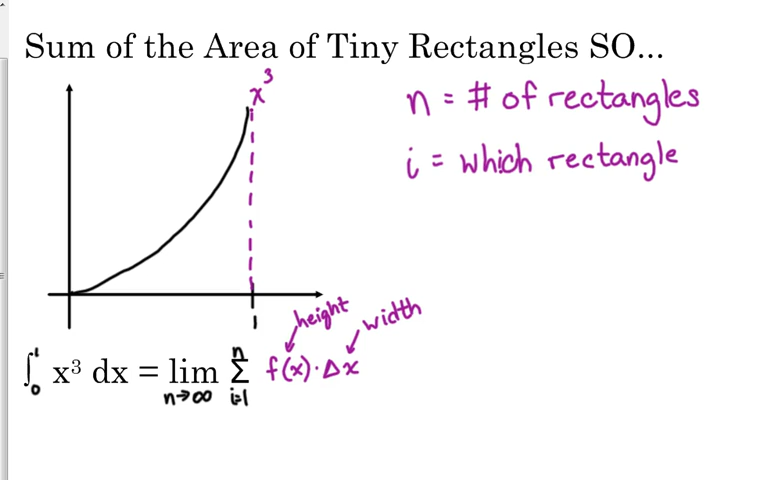 Sum of the Area of Tiny Rectangles SO...
x³
n = # of rectangles
i = which rectangle
1
height
width
∫₀¹ x³ dx = lim n→∞ Σ n i=1 f(x)·Δx